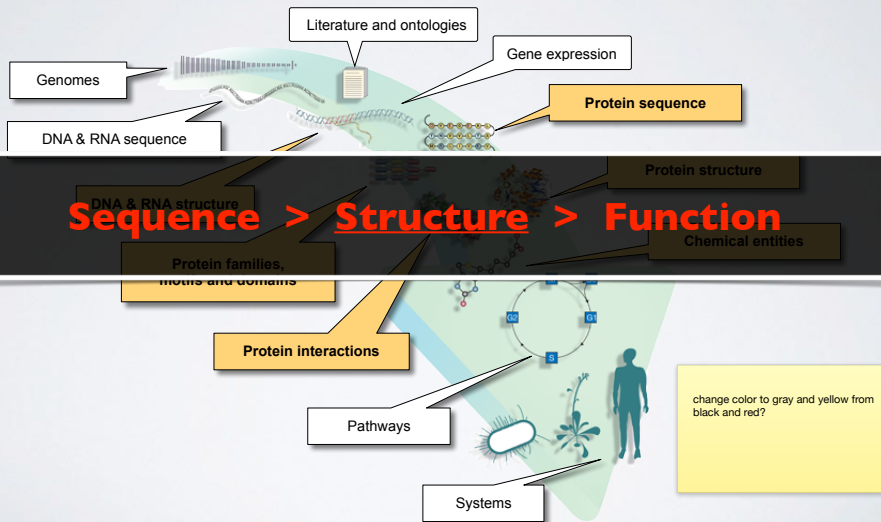 Literature and ontologies
Gene expression
Genomes
Protein sequence
DNA & RNA sequence
Protein structure
DNA & RNA structure
Sequence > Structure > Function
Chemical entities
Protein families,
motifs and domains
G2
G1
S
Protein interactions
change color to gray and yellow from
black and red?
Pathways
Systems